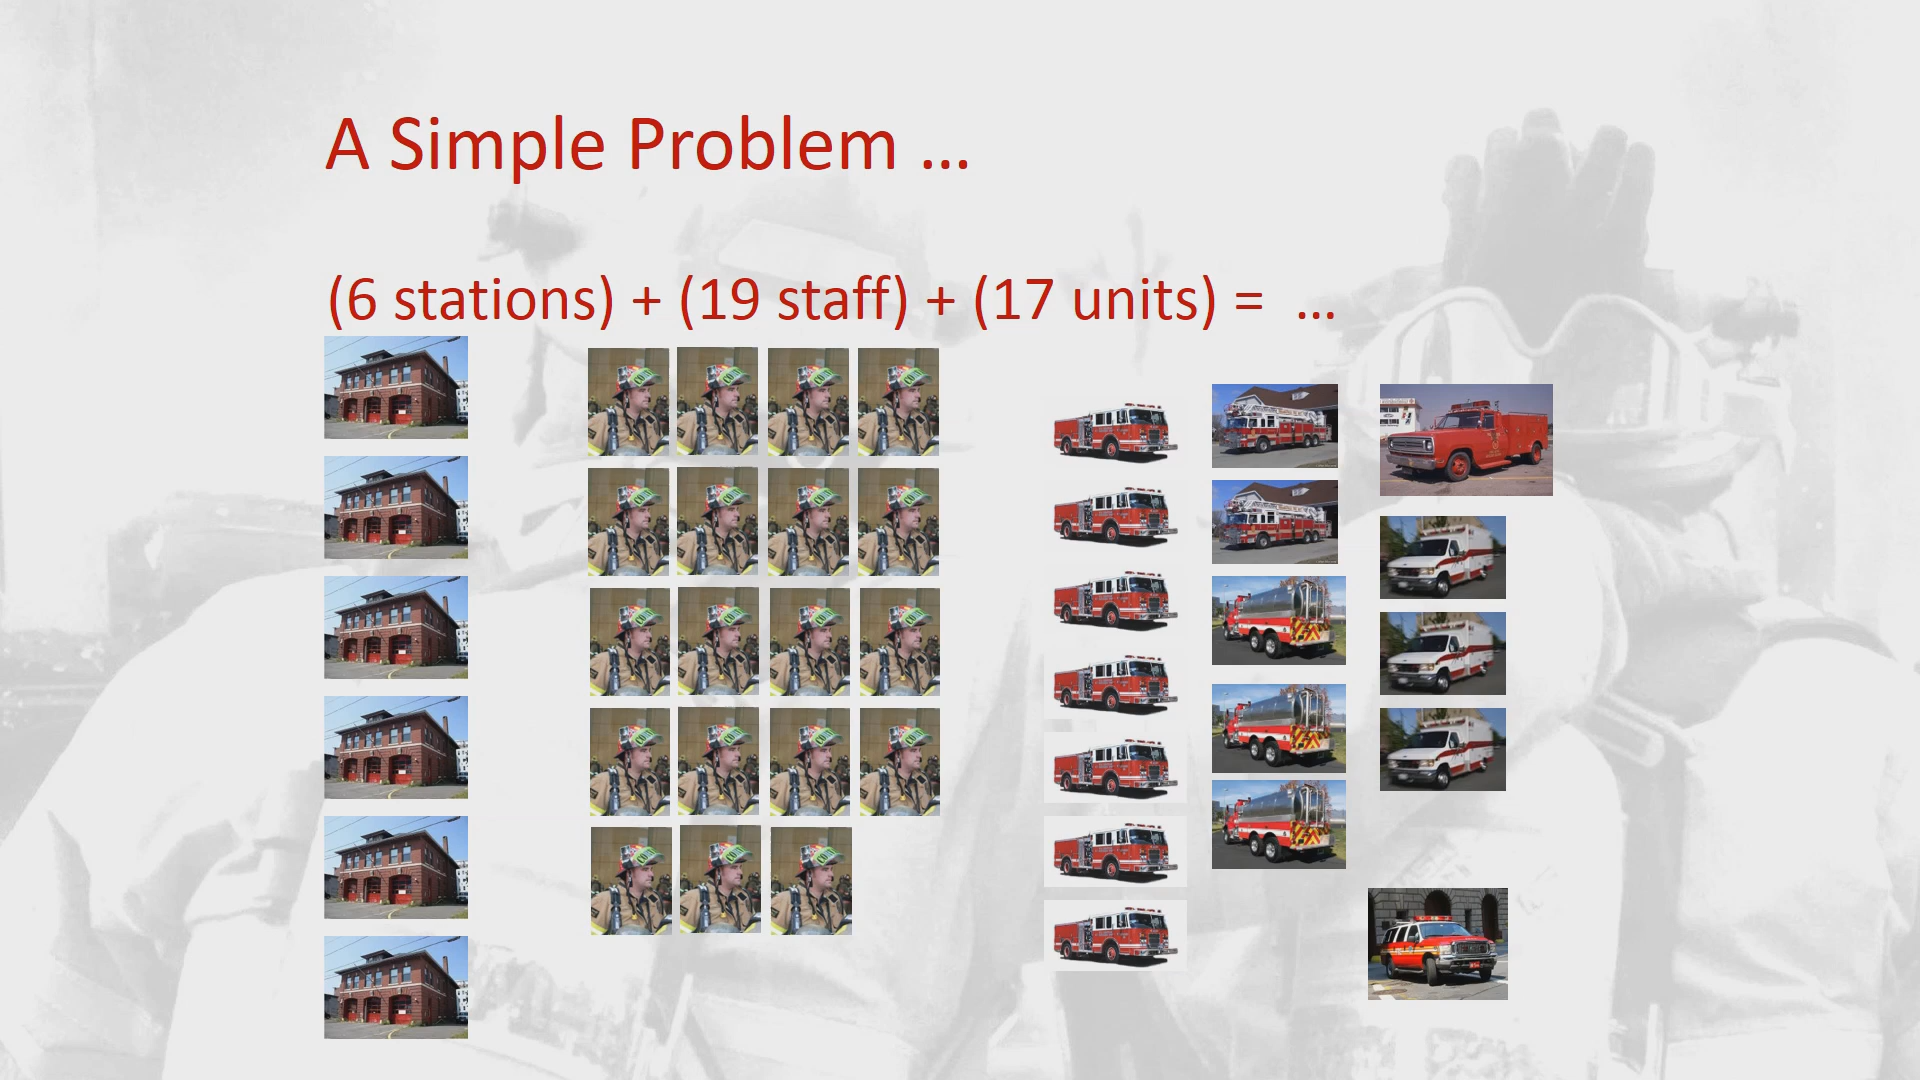 A Simple Problem …
(6 stations) + (19 staff) + (17 units) = …